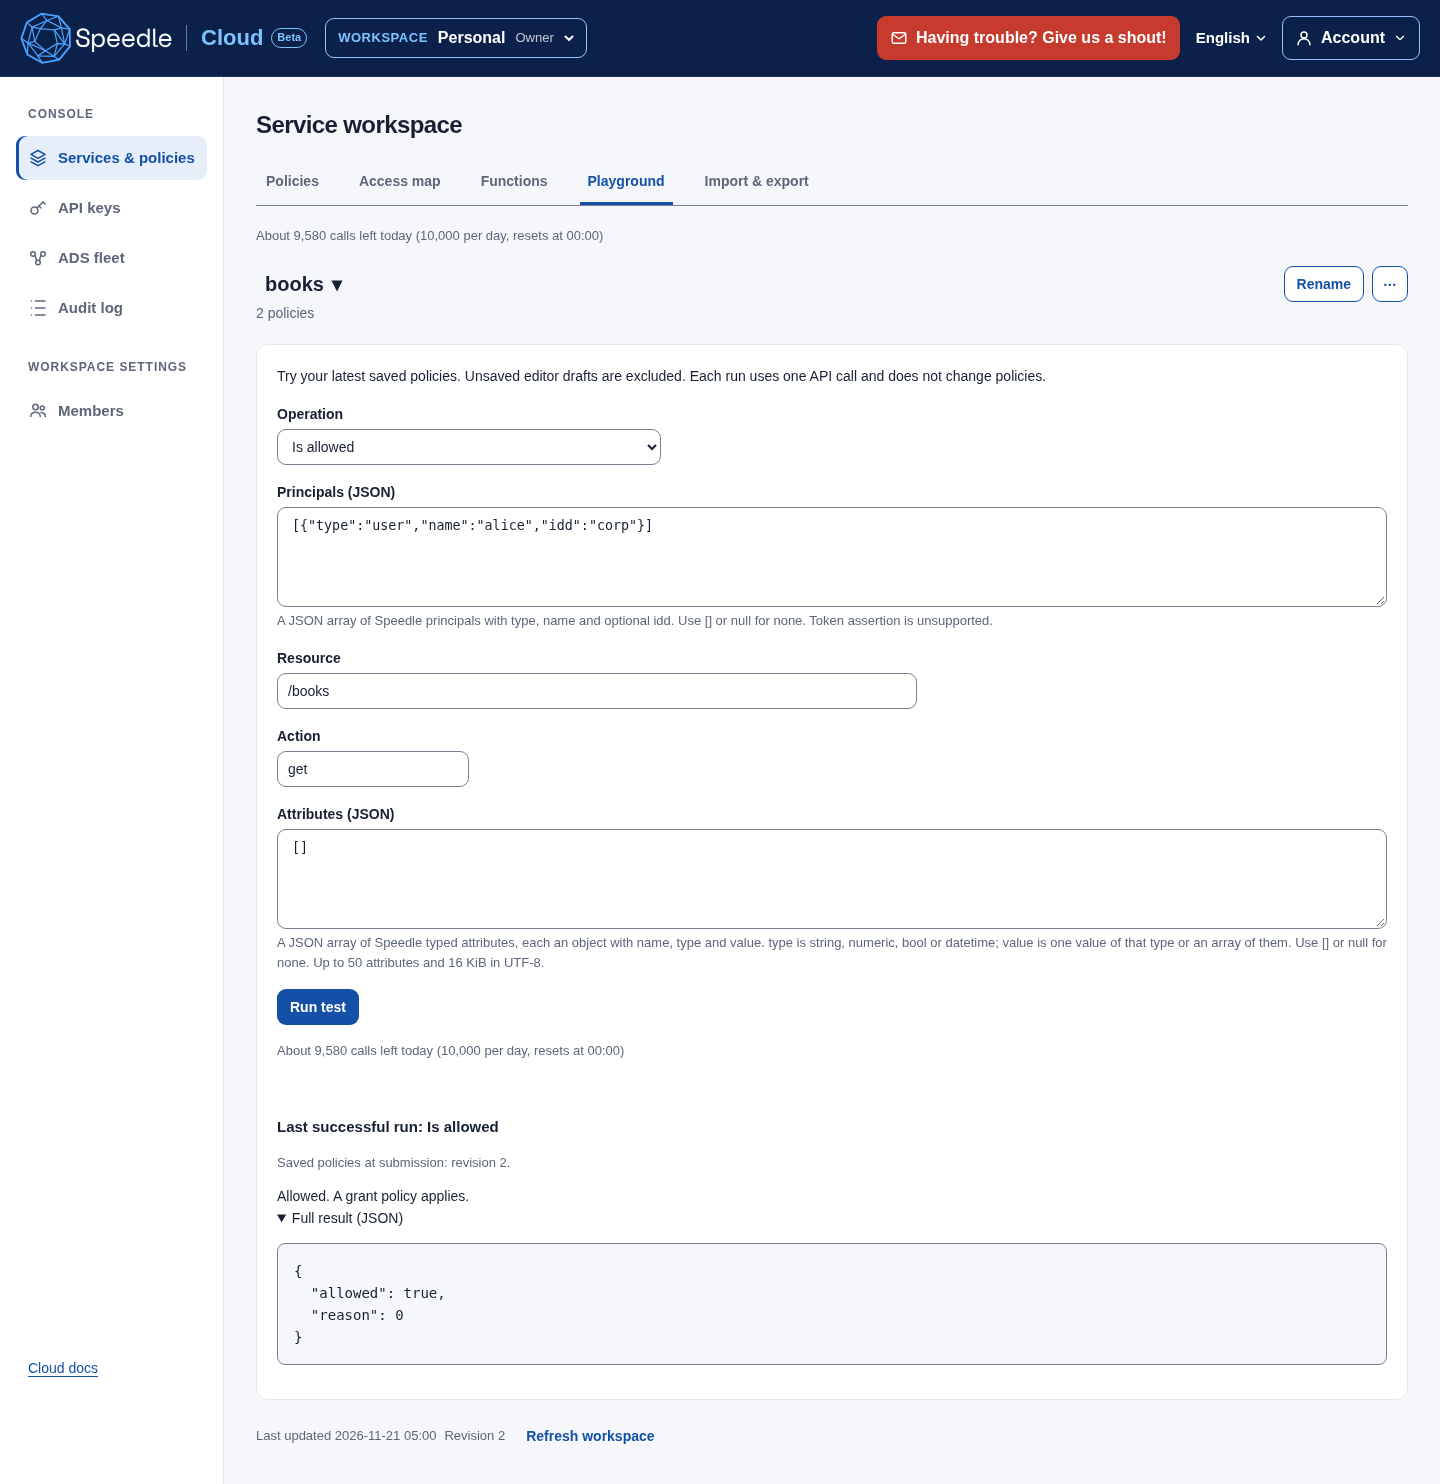 Speedle Cloud Beta WORKSPACE Personal Owner Having trouble? Give us a shout! English Account
CONSOLE
Services & policies
API keys
ADS fleet
Audit log
WORKSPACE SETTINGS
Members
Cloud docs
Service workspace
Policies Access map Functions Playground Import & export
About 9,580 calls left today (10,000 per day, resets at 00:00)
books ▾ Rename ···
2 policies
Try your latest saved policies. Unsaved editor drafts are excluded. Each run uses one API call and does not change policies.
Operation
Is allowed
Principals (JSON)
[{"type":"user","name":"alice","idd":"corp"}]
A JSON array of Speedle principals with type, name and optional idd. Use [] or null for none. Token assertion is unsupported.
Resource
/books
Action
get
Attributes (JSON)
[]
A JSON array of Speedle typed attributes, each an object with name, type and value. type is string, numeric, bool or datetime; value is one value of that type or an array of them. Use [] or null for
none. Up to 50 attributes and 16 KiB in UTF-8.
Run test
About 9,580 calls left today (10,000 per day, resets at 00:00)
Last successful run: Is allowed
Saved policies at submission: revision 2.
Allowed. A grant policy applies.
▼ Full result (JSON)
{
  "allowed": true,
  "reason": 0
}
Last updated 2026-11-21 05:00 Revision 2 Refresh workspace